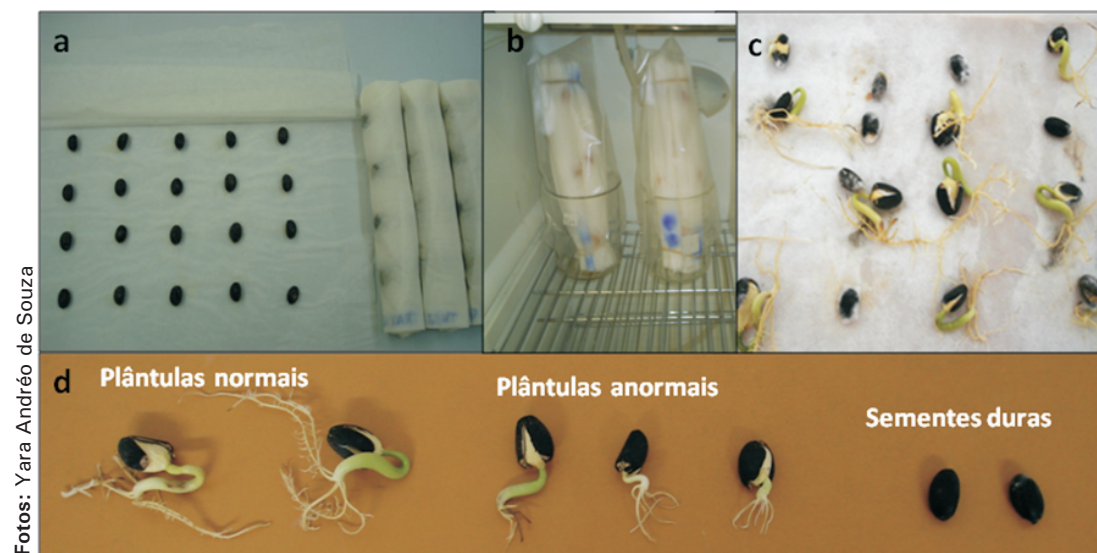 a
b
c
d
Plântulas normais
Plântulas anormais
Sementes duras
Fotos: Yara Andréo de Souza